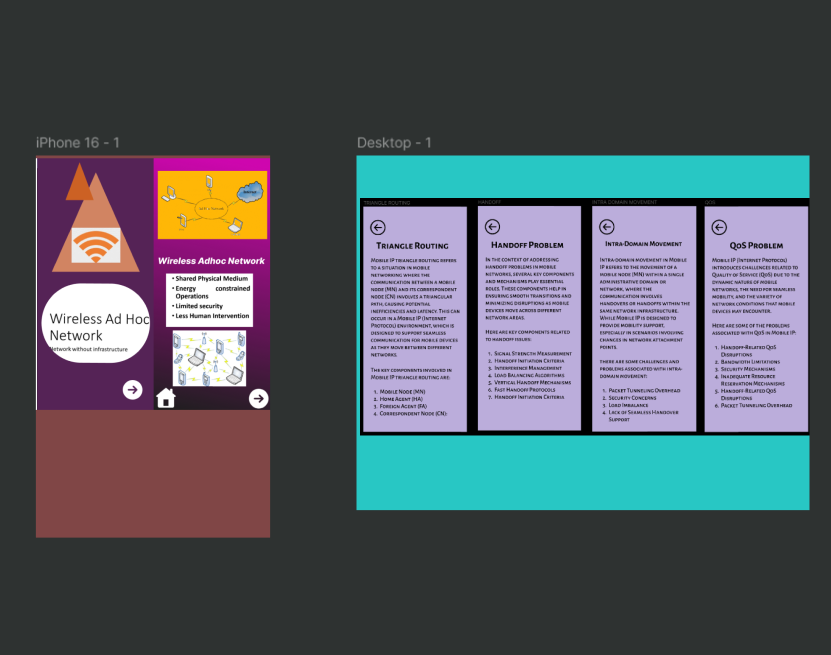 iPhone 16 - 1
Wireless Ad Hoc
Network
Network without infrastructure
Wireless Adhoc Network
• Shared Physical Medium
• Energy constrained
Operations
• Limited security
• Less Human Intervention
Desktop - 1
TRIANGLE ROUTING
TRIANGLE ROUTING
MOBILE IP TRIANGLE ROUTING REFERS
TO A SITUATION IN MOBILE
NETWORKING WHERE THE
COMMUNICATION BETWEEN A MOBILE
NODE (MN) AND ITS CORRESPONDENT
NODE (CN) INVOLVES A TRIANGULAR
PATH, CAUSING POTENTIAL
INEFFICIENCIES AND LATENCY. THIS CAN
OCCUR IN A MOBILE IP (INTERNET
PROTOCOL) ENVIRONMENT, WHICH IS
DESIGNED TO SUPPORT SEAMLESS
COMMUNICATION FOR MOBILE DEVICES
AS THEY MOVE BETWEEN DIFFERENT
NETWORKS.
THE KEY COMPONENTS INVOLVED IN
MOBILE IP TRIANGLE ROUTING ARE:
1. MOBILE NODE (MN)
2. HOME AGENT (HA)
3. FOREIGN AGENT (FA)
4. CORRESPONDENT NODE (CN):
HANDOFF
HANDOFF PROBLEM
IN THE CONTEXT OF ADDRESSING
HANDOFF PROBLEMS IN MOBILE
NETWORKS, SEVERAL KEY COMPONENTS
AND MECHANISMS PLAY ESSENTIAL
ROLES. THESE COMPONENTS HELP IN
ENSURING SMOOTH TRANSITIONS AND
MINIMIZING DISRUPTIONS AS MOBILE
DEVICES MOVE ACROSS DIFFERENT
NETWORK AREAS.
HERE ARE KEY COMPONENTS RELATED
TO HANDOFF ISSUES:
1. SIGNAL STRENGTH MEASUREMENT
2. HANDOFF INITIATION CRITERIA
3. INTERFERENCE MANAGEMENT
4. LOAD BALANCING ALGORITHMS
5. VERTICAL HANDOFF MECHANISMS
6. FAST HANDOFF PROTOCOLS
7. HANDOFF INITIATION CRITERIA
INTRA DOMAIN MOVEMENT
INTRA-DOMAIN MOVEMENT
INTRA-DOMAIN MOVEMENT IN MOBILE
IP REFERS TO THE MOVEMENT OF A
MOBILE NODE (MN) WITHIN A SINGLE
ADMINISTRATIVE DOMAIN OR
NETWORK, WHERE THE
COMMUNICATION INVOLVES
HANDOVERS OR HANDOFFS WITHIN THE
SAME NETWORK INFRASTRUCTURE.
WHILE MOBILE IP IS DESIGNED TO
PROVIDE MOBILITY SUPPORT,
ESPECIALLY IN SCENARIOS INVOLVING
CHANGES IN NETWORK ATTACHMENT
POINTS.
THERE ARE SOME CHALLENGES AND
PROBLEMS ASSOCIATED WITH INTRA-
DOMAIN MOVEMENT:
1. PACKET TUNNELING OVERHEAD
2. SECURITY CONCERNS
3. LOAD IMBALANCE
4. LACK OF SEAMLESS HANDOVER
SUPPORT
QOS
QOS PROBLEM
MOBILE IP (INTERNET PROTOCOL)
INTRODUCES CHALLENGES RELATED TO
QUALITY OF SERVICE (QOS) DUE TO THE
DYNAMIC NATURE OF MOBILE
NETWORKS, THE NEED FOR SEAMLESS
MOBILITY, AND THE VARIETY OF
NETWORK CONDITIONS THAT MOBILE
DEVICES MAY ENCOUNTER.
HERE ARE SOME OF THE PROBLEMS
ASSOCIATED WITH QOS IN MOBILE IP:
1. HANDOFF-RELATED QOS
DISRUPTIONS
2. BANDWIDTH LIMITATIONS
3. SECURITY MECHANISMS
4. INADEQUATE RESOURCE
RESERVATION MECHANISMS
5. HANDOFF-RELATED QOS
DISRUPTIONS
6. PACKET TUNNELING OVERHEAD